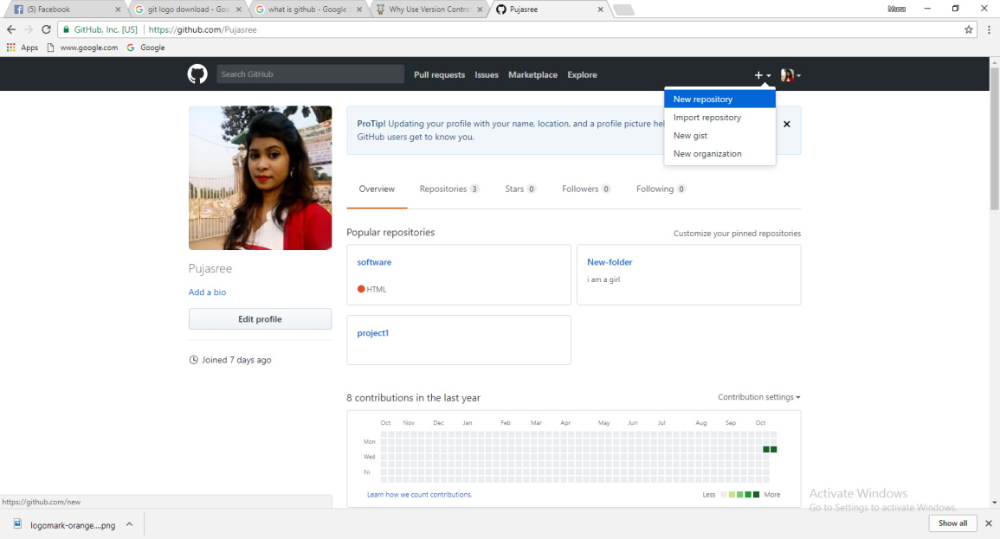 (5) Facebook
git logo download - Goo
what is github - Google S
Why Use Version Contro
Pujasree
GitHub, Inc. [US]
https://github.com/Pujasree
Apps
www.google.com
Google
Search GitHub
Pull requests
Issues
Marketplace
Explore
New repository
Import repository
New gist
New organization
ProTip! Updating your profile with your name, location, and a profile picture hel
GitHub users get to know you.
Overview
Repositories 3
Stars 0
Followers 0
Following 0
Pujasree
Add a bio
Edit profile
Joined 7 days ago
Popular repositories
Customize your pinned repositories
software
HTML
New-folder
i am a girl
project1
8 contributions in the last year
Contribution settings
Oct Nov Dec Jan Feb Mar Apr May Jun Jul Aug Sep Oct
Mon
Wed
Fri
Learn how we count contributions.
Less
More
Activate Windows
Go to Settings to activate Windows.
https://github.com/new
logomark-orange....png
Show all